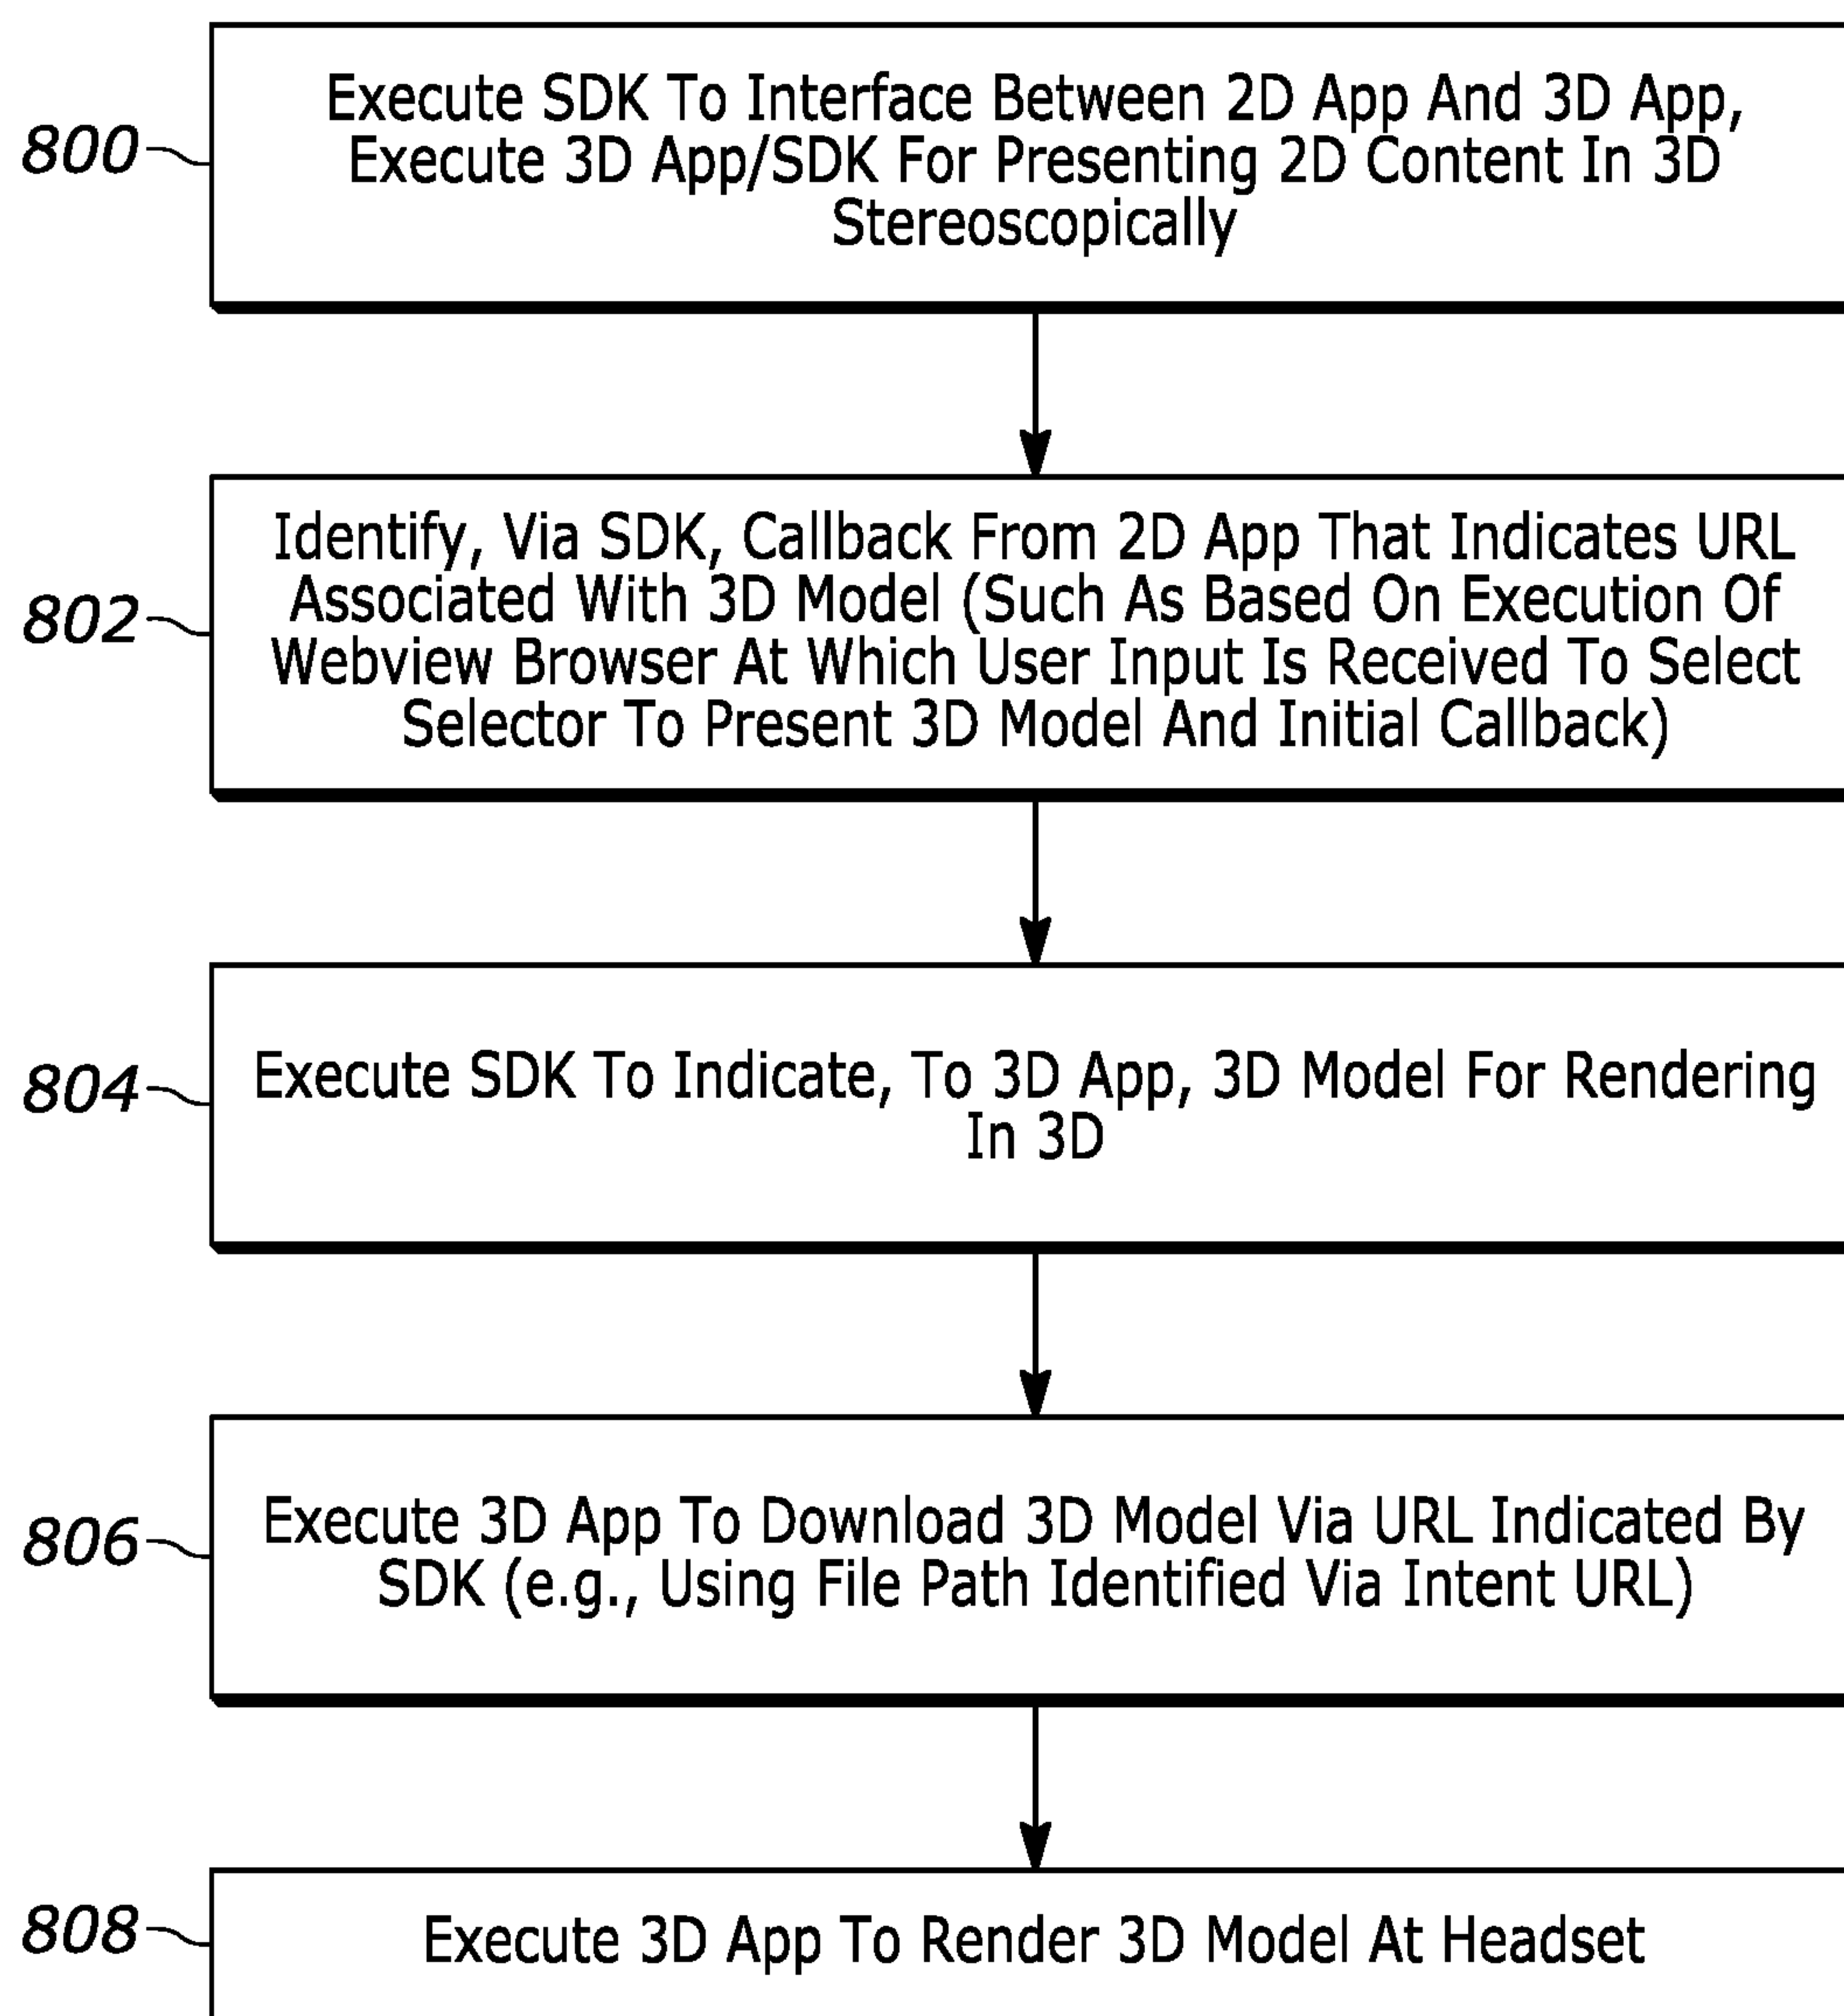 800
Execute SDK To Interface Between 2D App And 3D App,
Execute 3D App/SDK For Presenting 2D Content In 3D
Stereoscopically
802
Identify, Via SDK, Callback From 2D App That Indicates URL
Associated With 3D Model (Such As Based On Execution Of
Webview Browser At Which User Input Is Received To Select
Selector To Present 3D Model And Initial Callback)
804
Execute SDK To Indicate, To 3D App, 3D Model For Rendering
In 3D
806
Execute 3D App To Download 3D Model Via URL Indicated By
SDK (e.g., Using File Path Identified Via Intent URL)
808
Execute 3D App To Render 3D Model At Headset